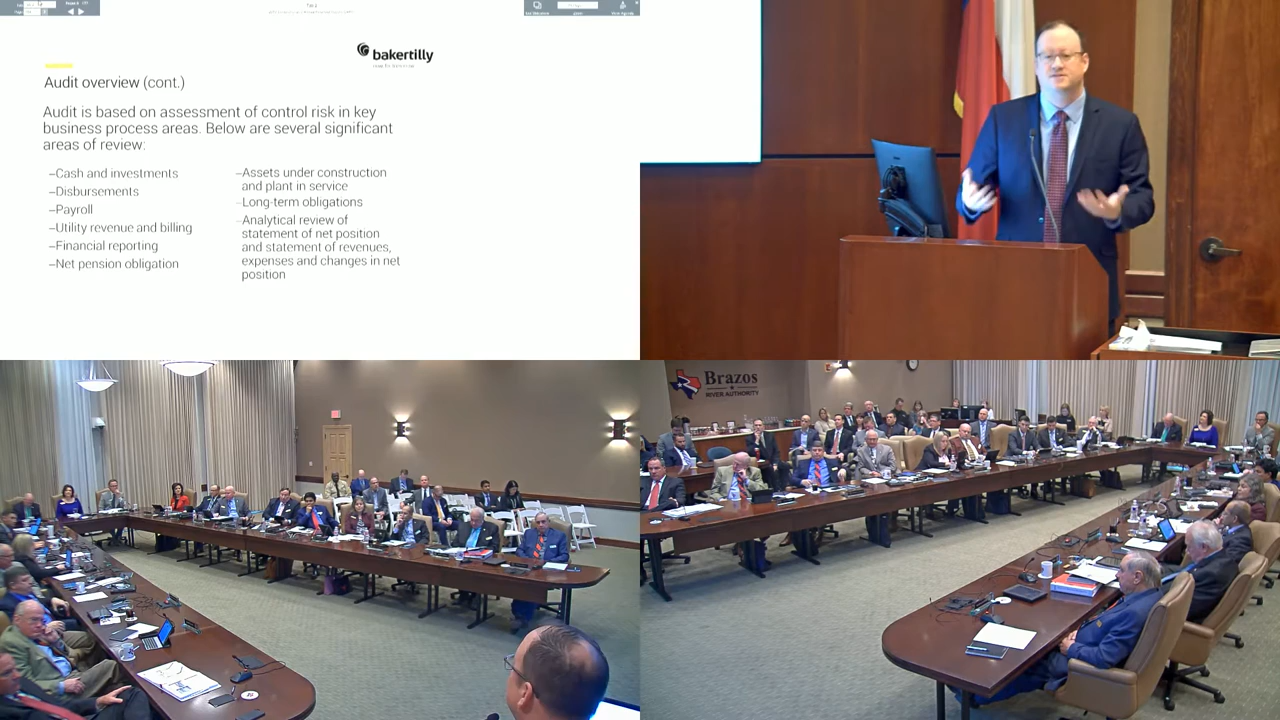 bakertilly
Audit overview (cont.)
Audit is based on assessment of control risk in key
business process areas. Below are several significant
areas of review:
–Cash and investments
–Disbursements
–Payroll
–Utility revenue and billing
–Financial reporting
–Net pension obligation
–Assets under construction
and plant in service
–Long-term obligations
–Analytical review of
statement of net position
and statement of revenues,
expenses and changes in net
position
Brazos
RIVER AUTHORITY